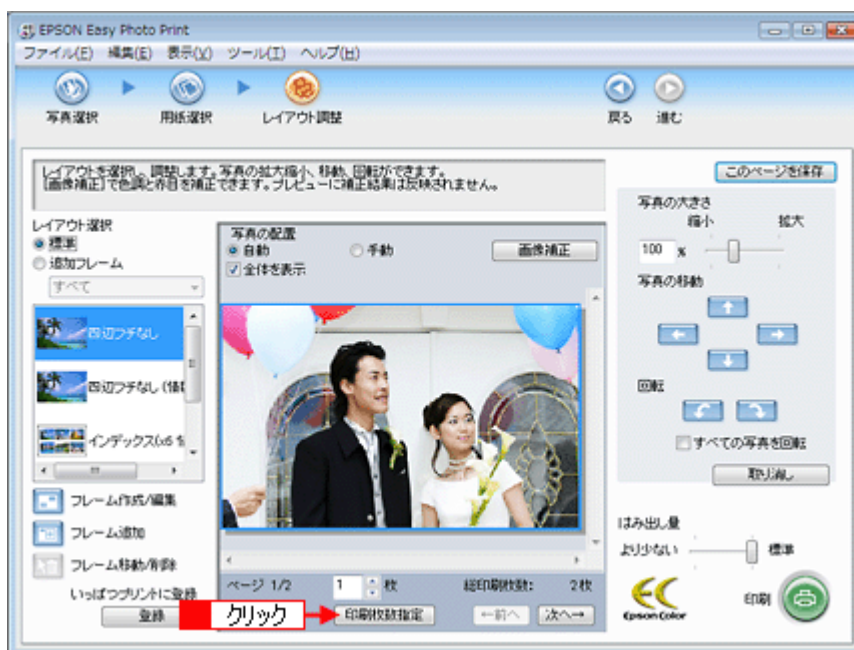 EPSON Easy Photo Print
ファイル(F) 編集(E) 表示(V) ツール(T) ヘルプ(H)
写真選択 用紙選択 レイアウト調整 戻る 進む
レイアウトを選択し、調整します。写真の拡大縮小、移動、回転ができます。
[画像補正]で色調と赤目を補正できます。プレビューに補正結果は反映されません。
このページを保存
レイアウト選択
標準
追加フレーム
すべて
四辺フチなし
四辺フチなし (情報
インデックス(x6
フレーム作成/編集
フレーム追加
フレーム移動/削除
いっぱつプリントに登録
登録
写真の配置
自動 手動 画像補正
全体を表示
ページ 1/2 1 枚 総印刷枚数: 2枚
クリック
印刷枚数指定 ←前へ 次へ→
写真の大きさ
縮小 拡大
100 %
写真の移動
回転
すべての写真を回転
取り消し
はみ出し量
より少ない 標準
Epson Color
印刷